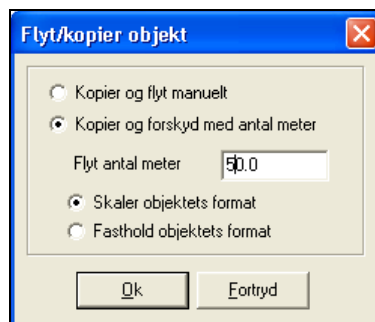 Flyt/kopier objekt
Kopier og flyt manuelt
Kopier og forskyd med antal meter
Flyt antal meter 50.0
Skaler objektets format
Fasthold objektets format
Ok Fortryd